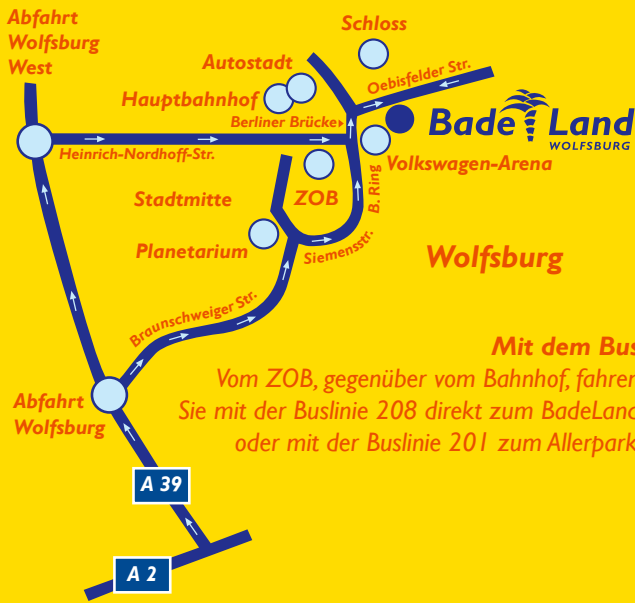 Abfahrt
Wolfsburg
West
Schloss
Autostadt
Oebisfelder Str.
Hauptbahnhof
Berliner Brücke
BadeLand
WOLFSBURG
Heinrich-Nordhoff-Str.
Volkswagen-Arena
Stadtmitte
ZOB
B. Ring
Planetarium
Siemensstr.
Wolfsburg
Braunschweiger Str.
Mit dem Bus
Vom ZOB, gegenüber vom Bahnhof, fahren
Sie mit der Buslinie 208 direkt zum BadeLand
oder mit der Buslinie 201 zum Allerpark
Abfahrt
Wolfsburg
A 39
A 2